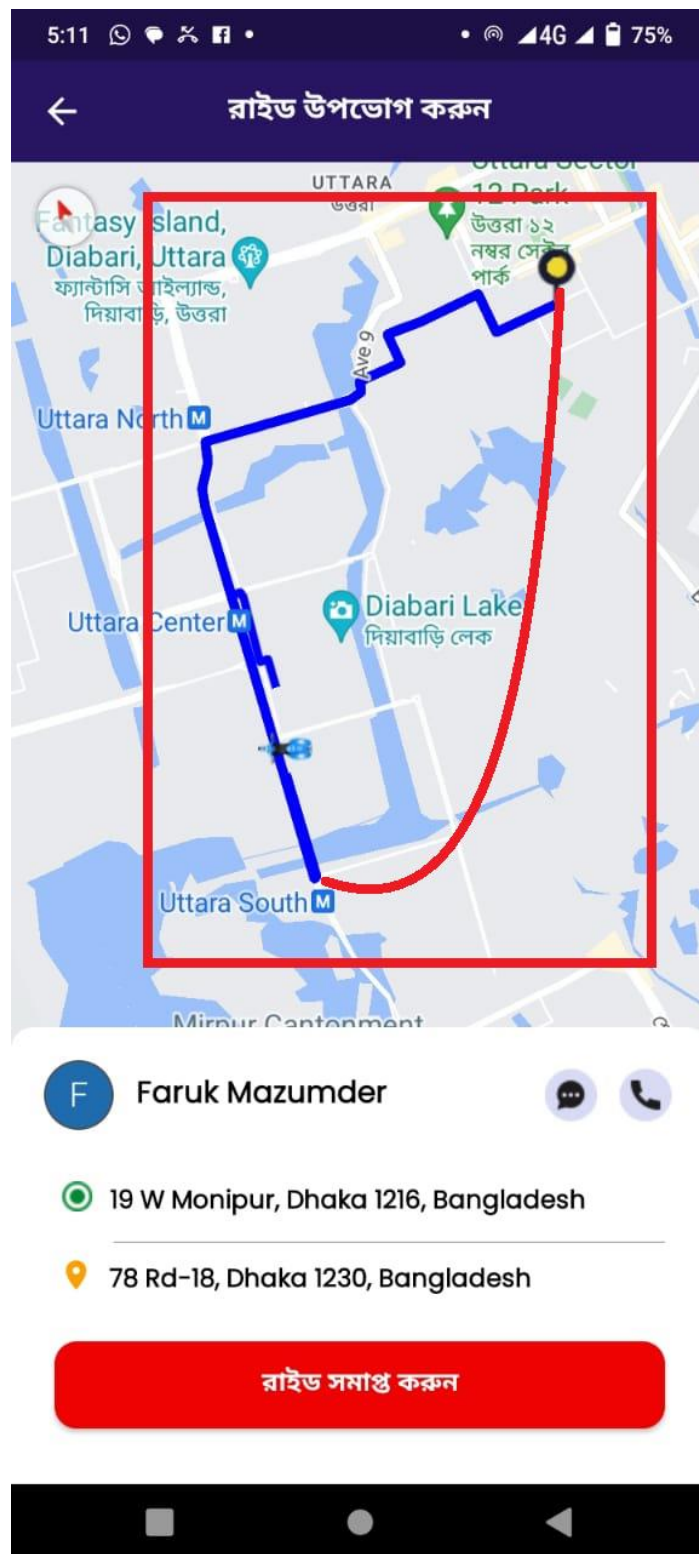 5:11
4G 75%
রাইড উপভোগ করুন
UTTARA
উত্তরা
Uttara Sector
12 Park
উত্তরা ১২
নম্বর সেক্টর
পার্ক
Fantasy Island,
Diabari, Uttara
ফ্যান্টাসি আইল্যান্ড,
দিয়াবাড়ি, উত্তরা
Ave 9
Uttara North M
Uttara Center M
Diabari Lake
দিয়াবাড়ি লেক
Uttara South M
Mirpur Cantonment
F
Faruk Mazumder
19 W Monipur, Dhaka 1216, Bangladesh
78 Rd-18, Dhaka 1230, Bangladesh
রাইড সমাপ্ত করুন